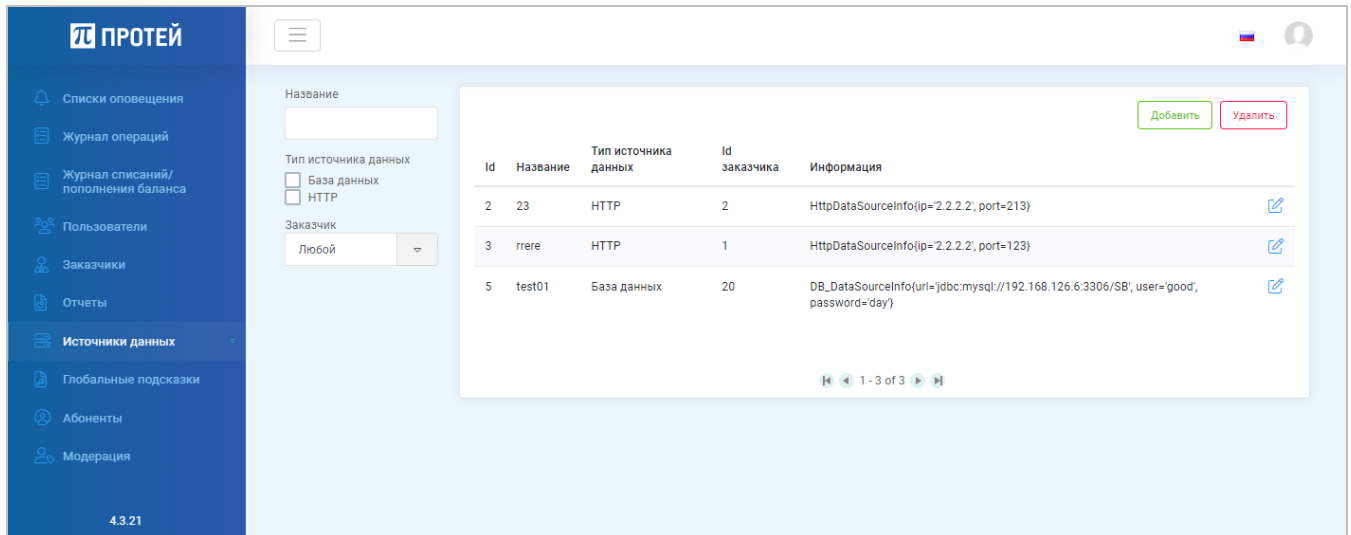 ПРОТЕЙ
Списки оповещения
Журнал операций
Журнал списаний/
пополнения баланса
Пользователи
Заказчики
Отчеты
Источники данных
Глобальные подсказки
Абоненты
Модерация
4.3.21
Название
Тип источника данных
База данных
HTTP
Заказчик
Любой
Добавить Удалить
Id Название Тип источника данных Id заказчика Информация
2 23 HTTP 2 HttpDataSourceInfo{ip='2.2.2.2', port=213}
3 rrere HTTP 1 HttpDataSourceInfo{ip='2.2.2.2', port=123}
5 test01 База данных 20 DB_DataSourceInfo{url='jdbc:mysql://192.168.126.6:3306/SB', user='good',
password='day'}
1 - 3 of 3